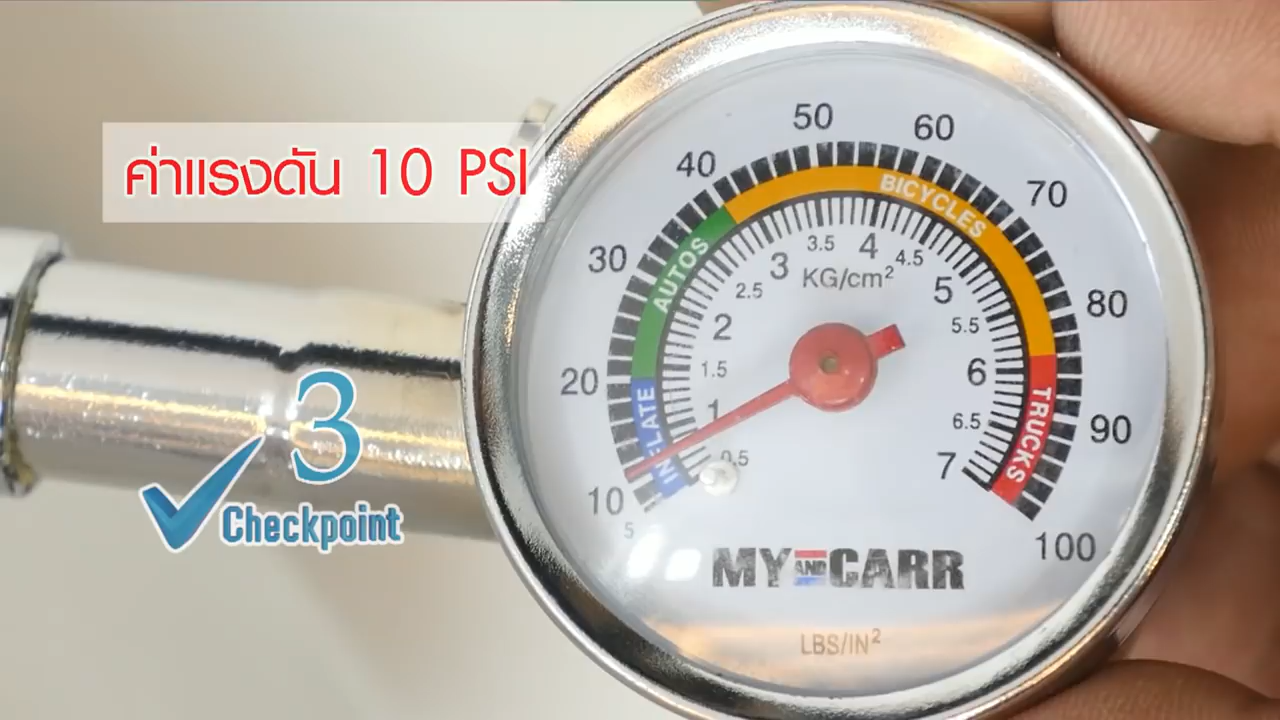 ค่าแรงดัน 10 PSI
3
Checkpoint
50
60
40
70
BICYCLES
30
AUTOS
3.5
4
4.5
3
KG/cm²
2.5
5
80
2
5.5
1.5
6
20
INFLATE
1
TRUCKS
6.5
90
0.5
7
10
5
100
MY AND CARR
LBS/IN²